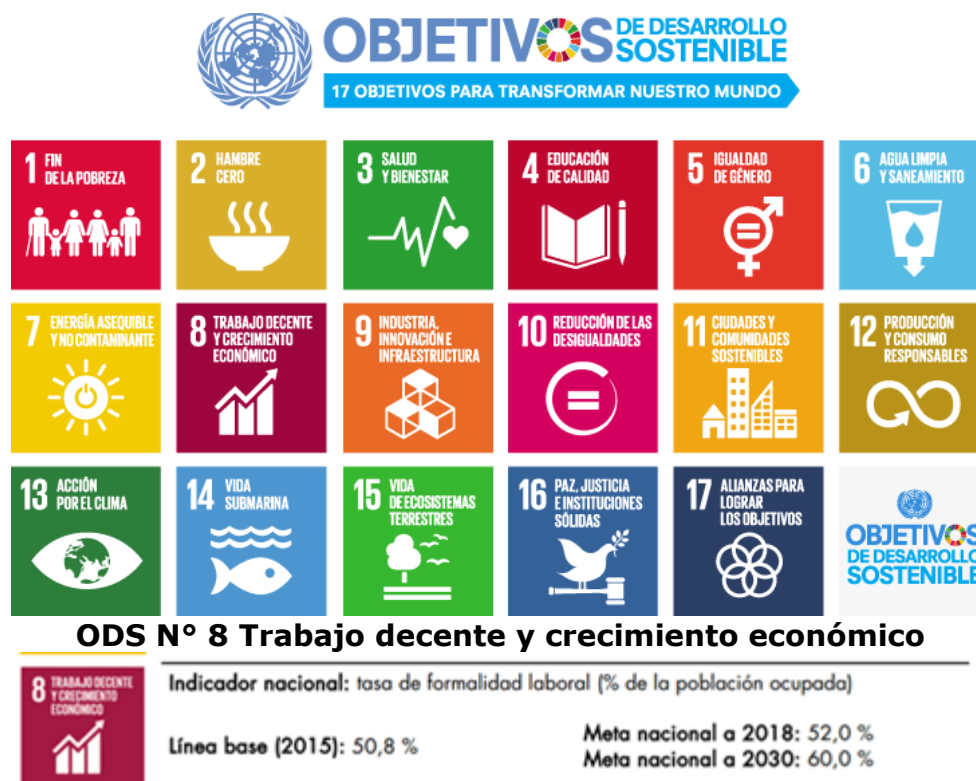 OBJETIVOS DE DESARROLLO
SOSTENIBLE
17 OBJETIVOS PARA TRANSFORMAR NUESTRO MUNDO
1 FIN
DE LA POBREZA
2 HAMBRE
CERO
3 SALUD
Y BIENESTAR
4 EDUCACIÓN
DE CALIDAD
5 IGUALDAD
DE GÉNERO
6 AGUA LIMPIA
Y SANEAMIENTO
7 ENERGÍA ASEQUIBLE
Y NO CONTAMINANTE
8 TRABAJO DECENTE
Y CRECIMIENTO
ECONÓMICO
9 INDUSTRIA,
INNOVACIÓN E
INFRAESTRUCTURA
10 REDUCCIÓN DE LAS
DESIGUALDADES
11 CIUDADES Y
COMUNIDADES
SOSTENIBLES
12 PRODUCCIÓN
Y CONSUMO
RESPONSABLES
13 ACCIÓN
POR EL CLIMA
14 VIDA
SUBMARINA
15 VIDA
DE ECOSISTEMAS
TERRESTRES
16 PAZ, JUSTICIA
E INSTITUCIONES
SÓLIDAS
17 ALIANZAS PARA
LOGRAR
LOS OBJETIVOS
OBJETIVOS
DE DESARROLLO
SOSTENIBLE
ODS N° 8 Trabajo decente y crecimiento económico
8 TRABAJO DECENTE
Y CRECIMIENTO
ECONÓMICO
Indicador nacional: tasa de formalidad laboral (% de la población ocupada)
Línea base (2015): 50,8 %
Meta nacional a 2018: 52,0 %
Meta nacional a 2030: 60,0 %